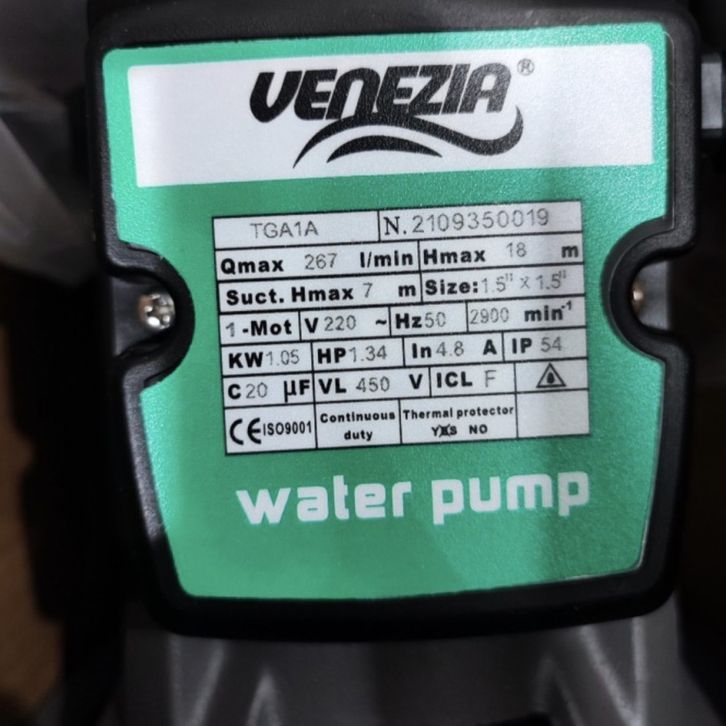 VENEZIA®
TGA1A N. 2109350019
Qmax 267 l/min Hmax 18 m
Suct. Hmax 7 m Size: 1.5" x 1.5"
1-Mot V 220 ~ Hz 50 2900 min-1
KW 1.05 HP 1.34 In 4.8 A IP 54
C 20 µF VL 450 V ICL F
CE ISO9001 Continuous duty Thermal protector YES NO
water pump